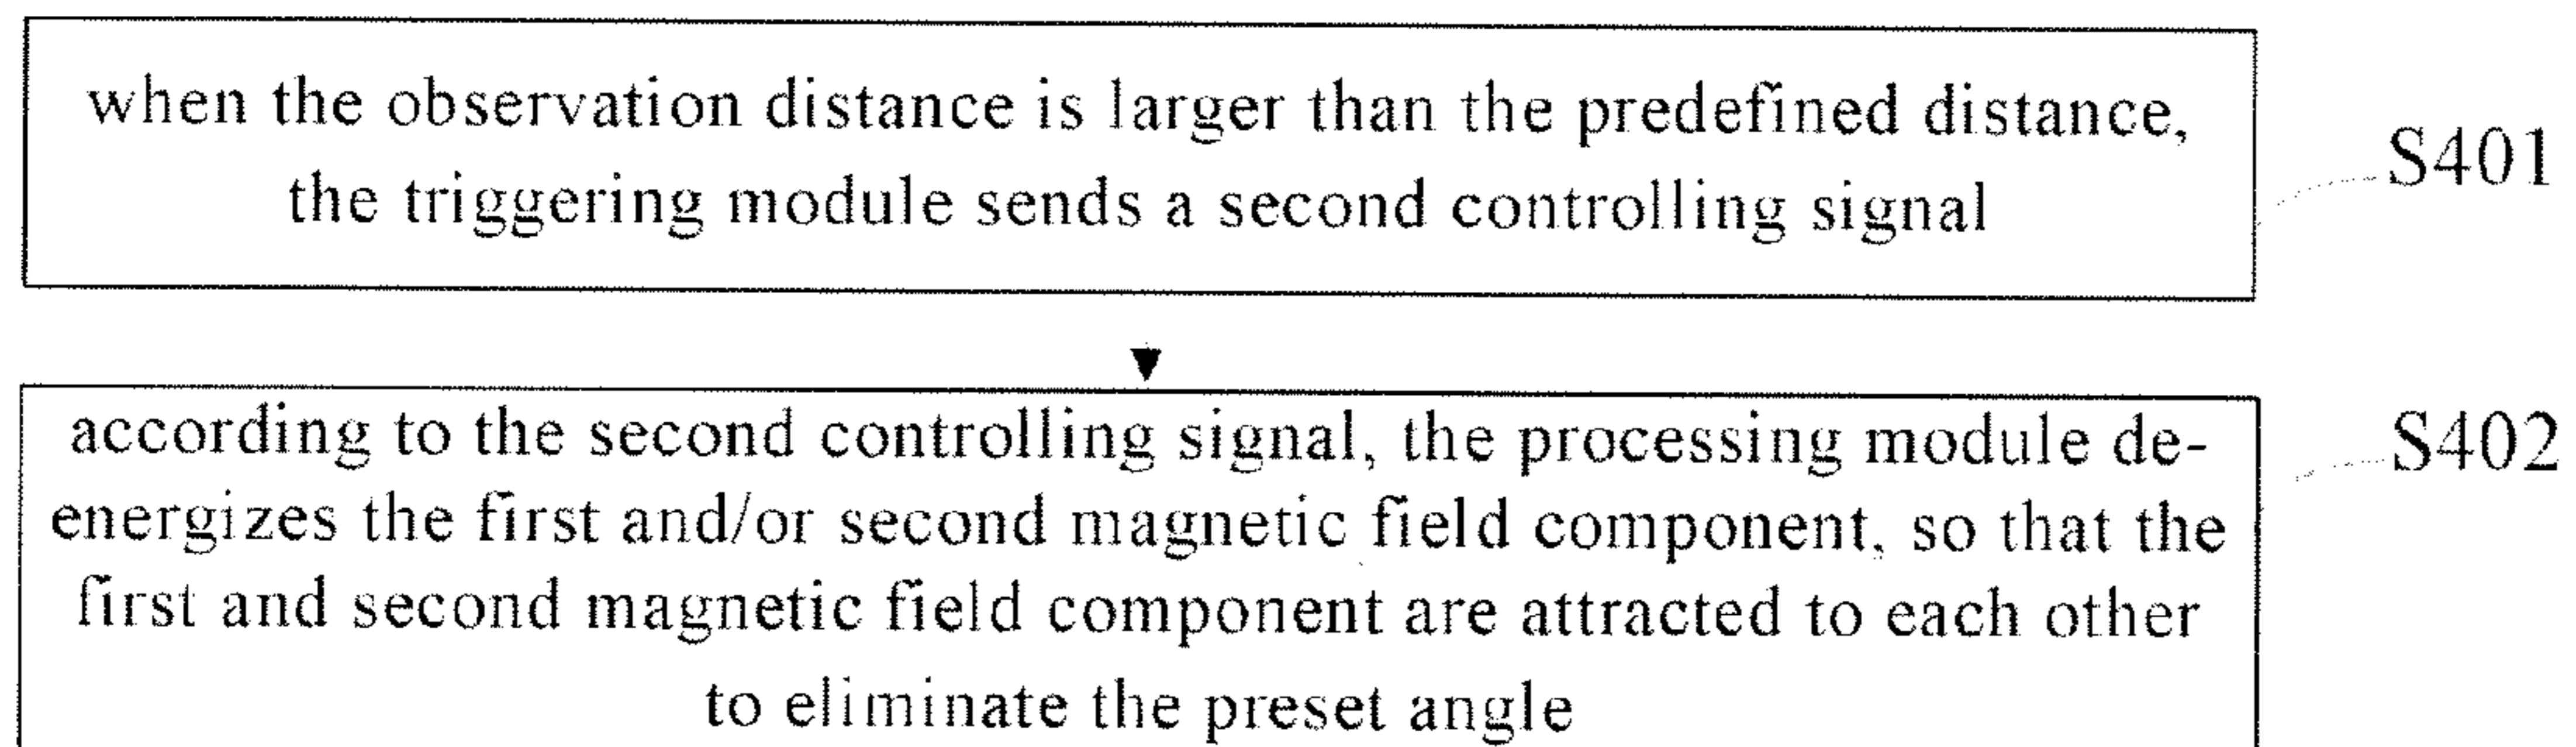 when the observation distance is larger than the predefined distance,
the triggering module sends a second controlling signal
S401
according to the second controlling signal, the processing module de-
energizes the first and/or second magnetic field component, so that the
first and second magnetic field component are attracted to each other
to eliminate the preset angle
S402